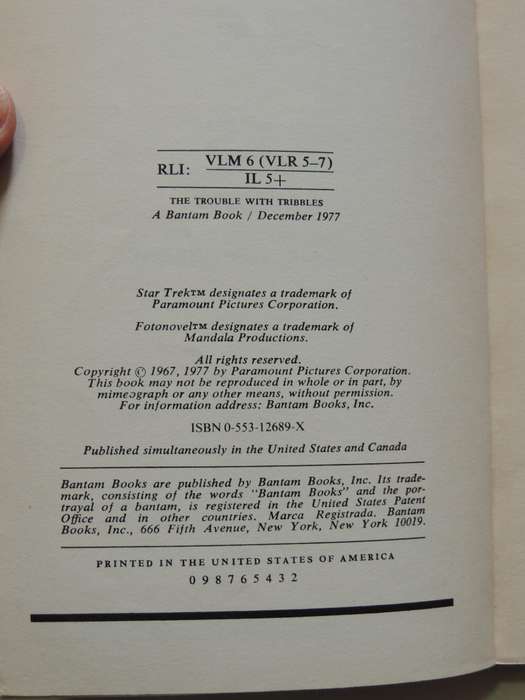 RLI: VLM 6 (VLR 5–7)
IL 5+
THE TROUBLE WITH TRIBBLES
A Bantam Book / December 1977
Star Trek™ designates a trademark of
Paramount Pictures Corporation.
Fotonovel™ designates a trademark of
Mandala Productions.
All rights reserved.
Copyright © 1967, 1977 by Paramount Pictures Corporation.
This book may not be reproduced in whole or in part, by
mimeograph or any other means, without permission.
For information address: Bantam Books, Inc.
ISBN 0-553-12689-X
Published simultaneously in the United States and Canada
Bantam Books are published by Bantam Books, Inc. Its trade-
mark, consisting of the words "Bantam Books" and the por-
trayal of a bantam, is registered in the United States Patent
Office and in other countries. Marca Registrada. Bantam
Books, Inc., 666 Fifth Avenue, New York, New York 10019.
PRINTED IN THE UNITED STATES OF AMERICA
0 9 8 7 6 5 4 3 2